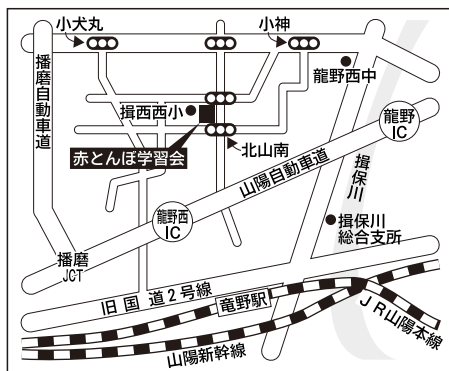 小犬丸
小神
播磨自動車道
龍野西中
揖西西小
龍野
IC
赤とんぼ学習会
北山南
山陽自動車道
揖保川
龍野西
IC
揖保川
総合支所
播磨
JCT
旧国道2号線
竜野駅
JR山陽本線
山陽新幹線